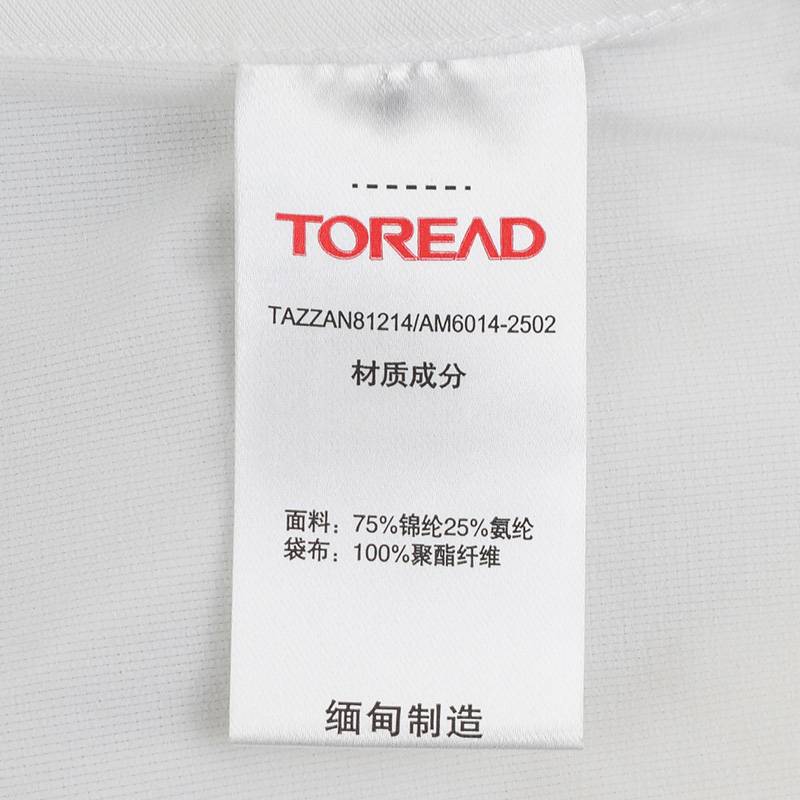 TOREAD
TAZZAN81214/AM6014-2502
材质成分
面料：75%锦纶25%氨纶
袋布：100%聚酯纤维
缅甸制造